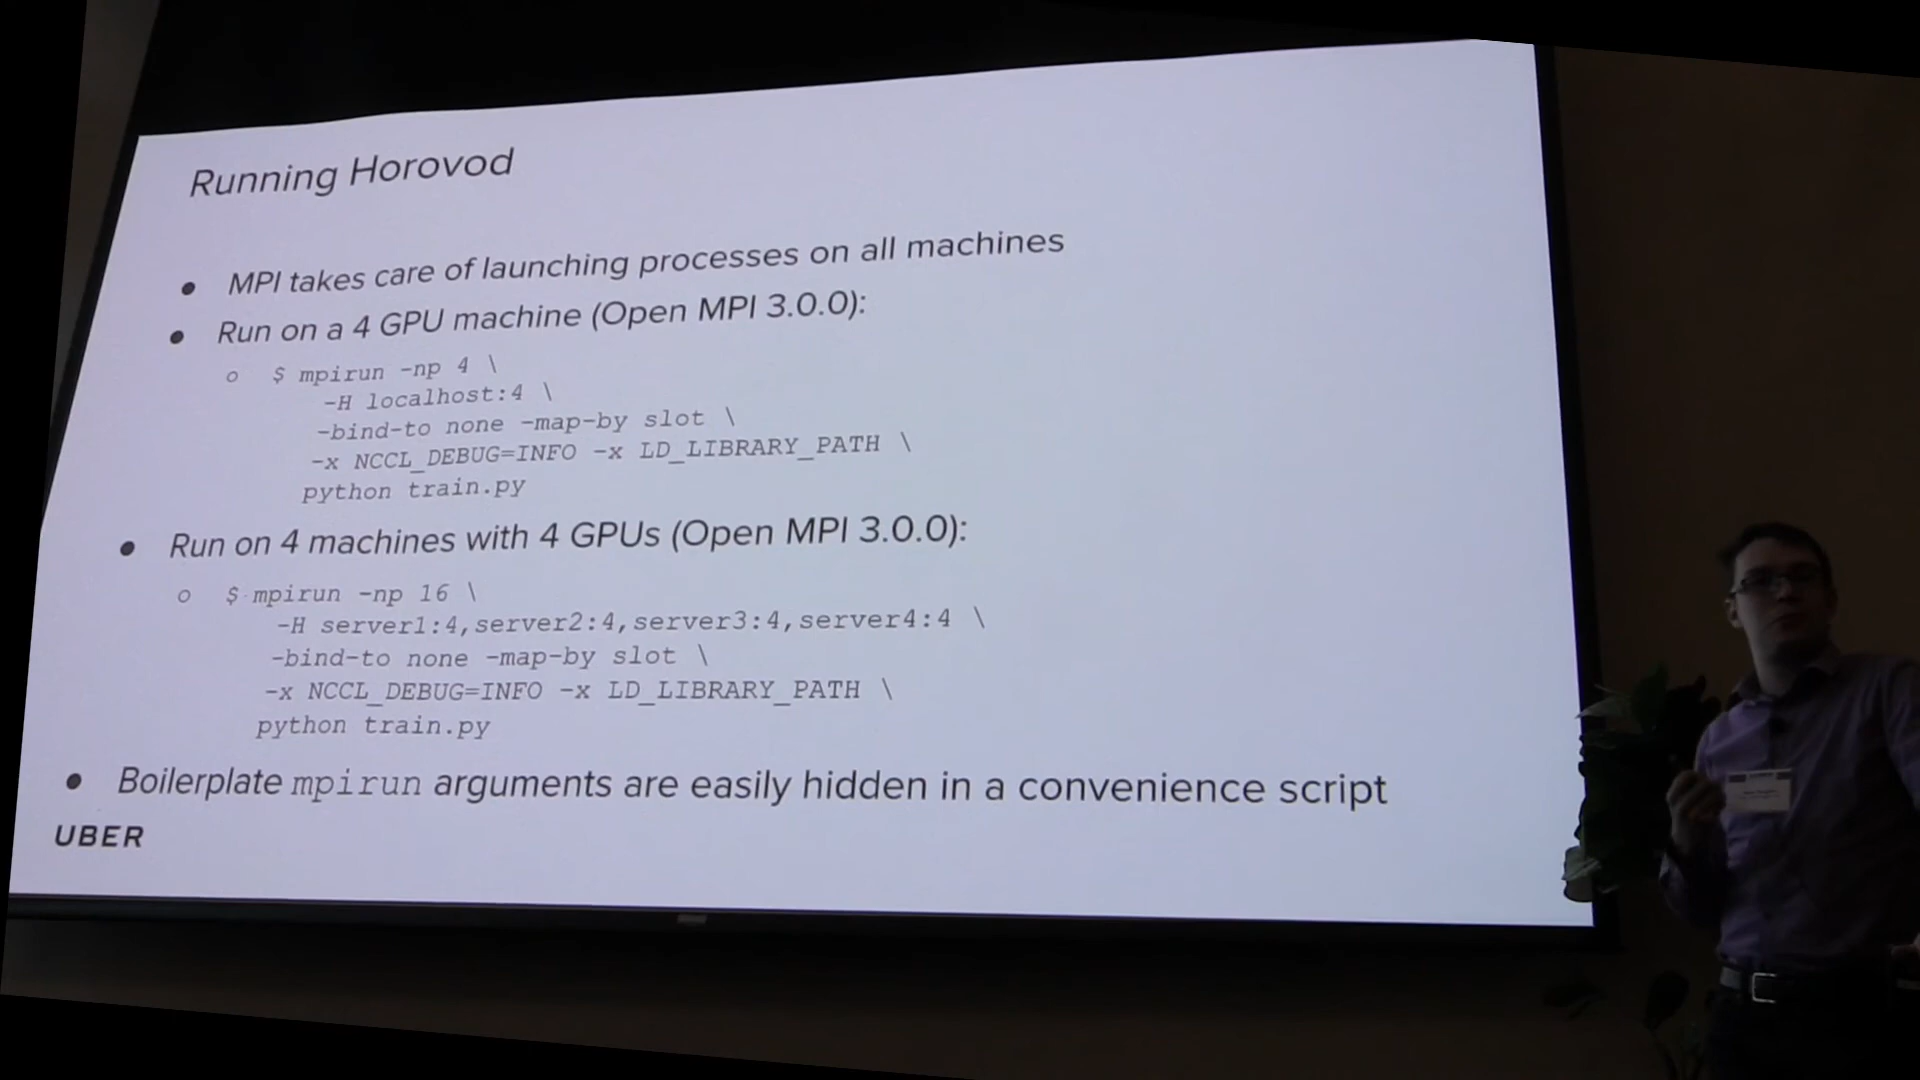 Running Horovod
● MPI takes care of launching processes on all machines
● Run on a 4 GPU machine (Open MPI 3.0.0):
○ $ mpirun -np 4 \
-H localhost:4 \
-bind-to none -map-by slot \
-x NCCL_DEBUG=INFO -x LD_LIBRARY_PATH \
python train.py
● Run on 4 machines with 4 GPUs (Open MPI 3.0.0):
○ $ mpirun -np 16 \
-H server1:4,server2:4,server3:4,server4:4 \
-bind-to none -map-by slot \
-x NCCL_DEBUG=INFO -x LD_LIBRARY_PATH \
python train.py
● Boilerplate mpirun arguments are easily hidden in a convenience script
UBER